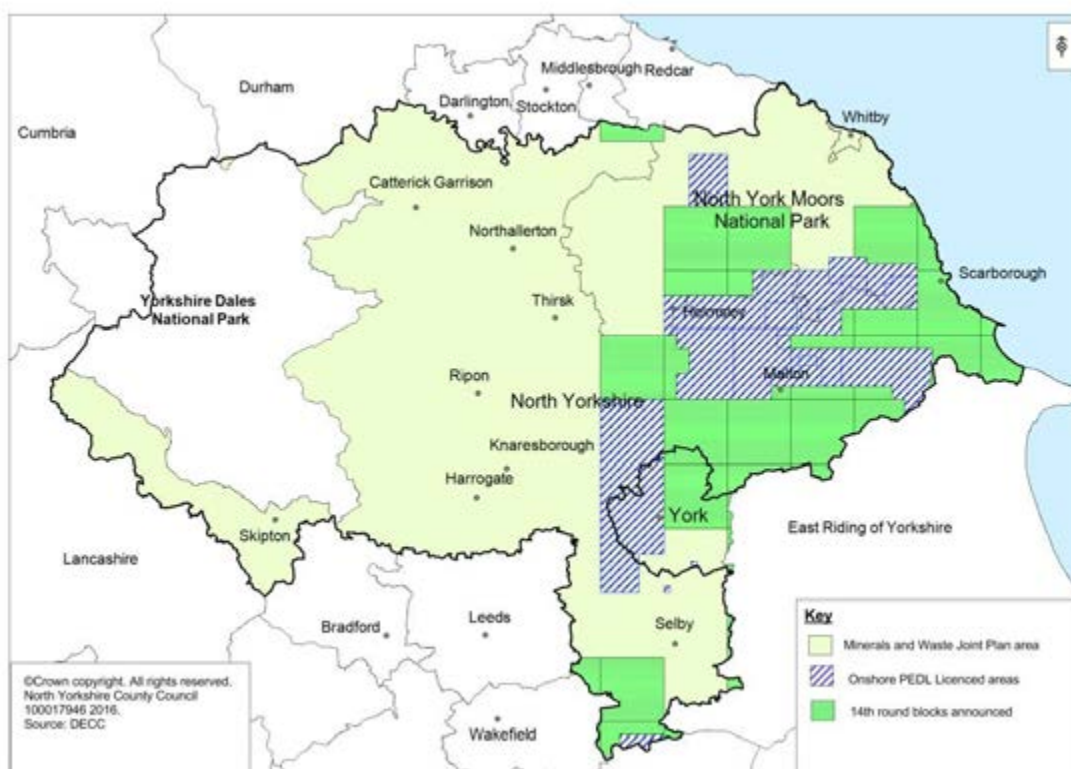 Durham
Middlesbrough
Redcar
Darlington
Stockton
Cumbria
Whitby
Catterick Garrison
North York Moors
National Park
Northallerton
Scarborough
Yorkshire Dales
National Park
Thirsk
Helmsley
Ripon
North Yorkshire
Malton
Knaresborough
Harrogate
York
East Riding of Yorkshire
Skipton
Lancashire
Bradford
Leeds
Selby
Wakefield
Key
Minerals and Waste Joint Plan area
Onshore PEDL Licenced areas
14th round blocks announced
©Crown copyright. All rights reserved.
North Yorkshire County Council
100017946 2016.
Source: DECC